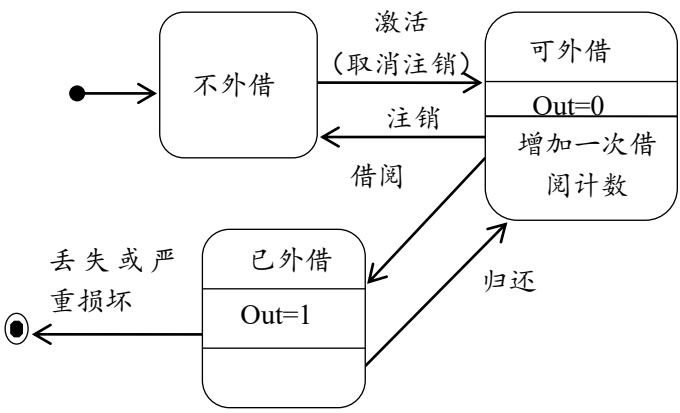 激活
（取消注销）
不外借
可外借
Out=0
注销
增加一次借
阅计数
借阅
丢失或严
重损坏
已外借
Out=1
归还